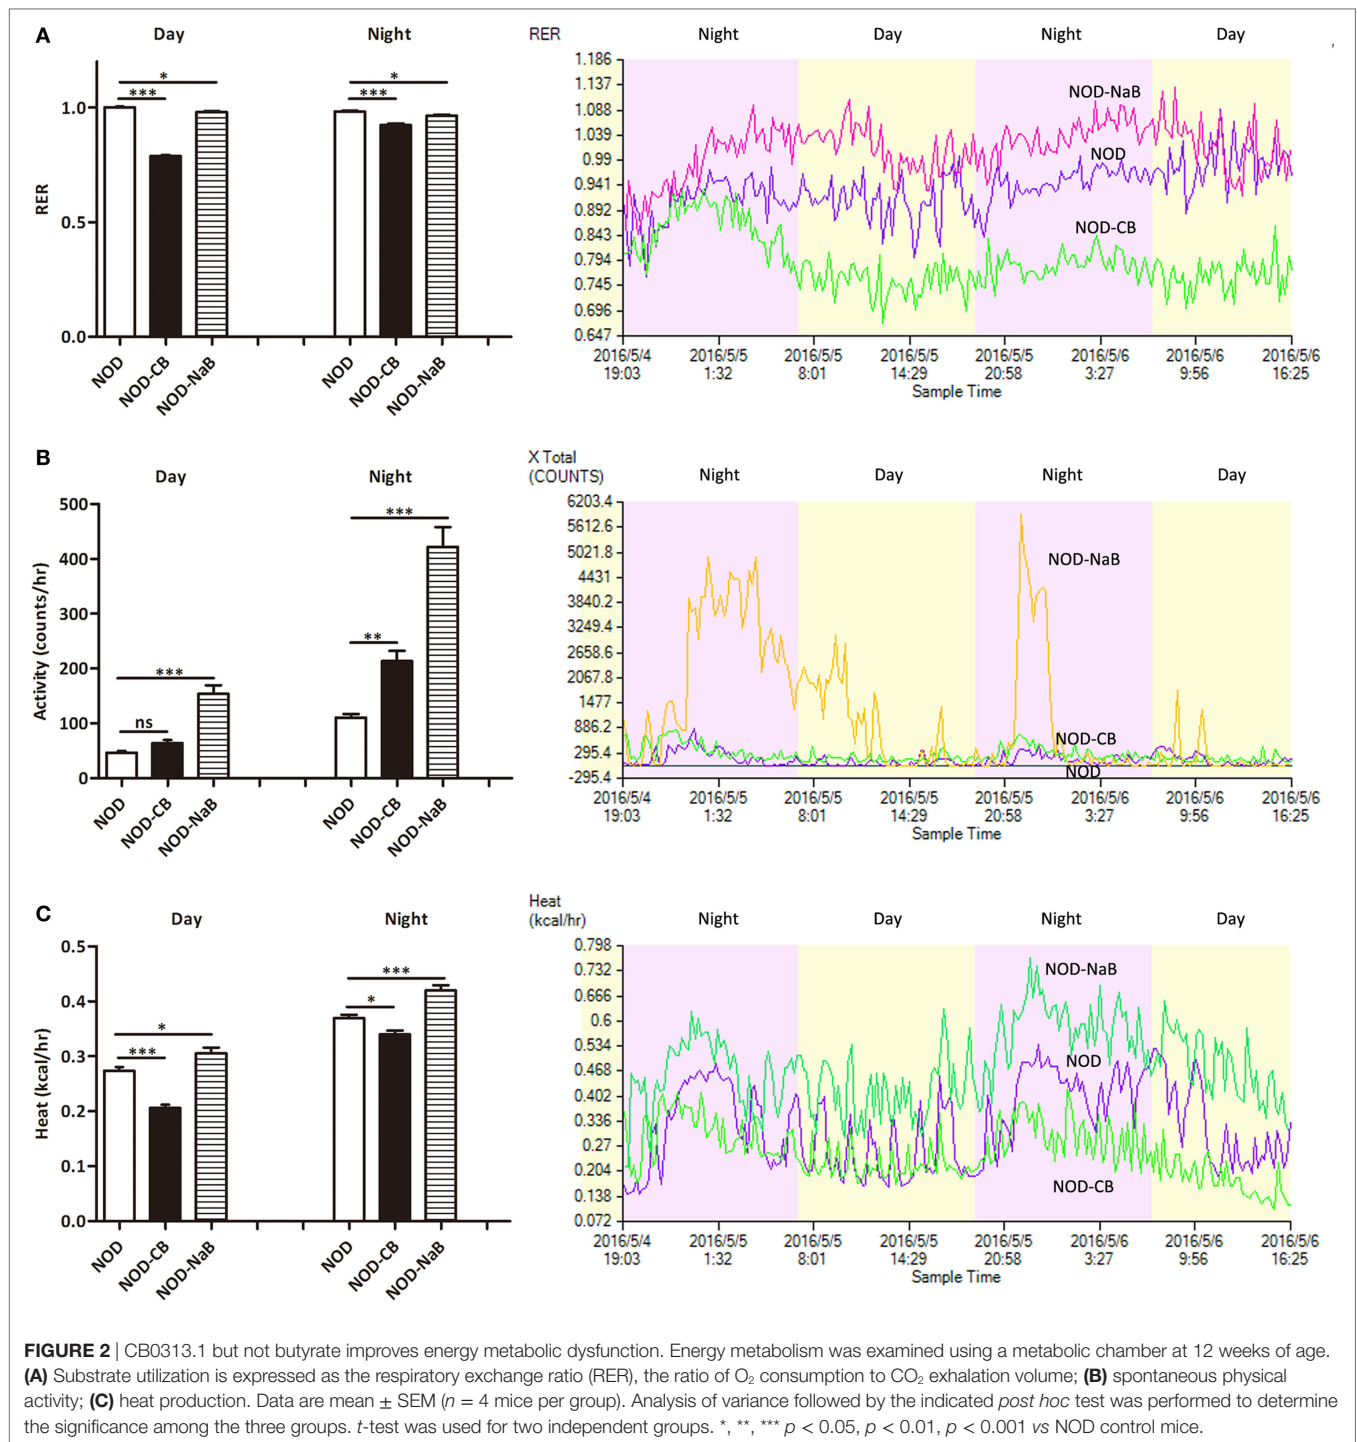 A
Day
Night
RER
1.0
0.5
0.0
*
***
*
***
NOD
NOD-CB
NOD-NaB
NOD
NOD-CB
NOD-NaB
RER
Night
Day
Night
Day
,
1.186
1.137
1.088
1.039
0.99
0.941
0.892
0.843
0.794
0.745
0.696
0.647
NOD-NaB
NOD
NOD-CB
2016/5/4 2016/5/5 2016/5/5 2016/5/5 2016/5/5 2016/5/6 2016/5/6 2016/5/6
19:03 1:32 8:01 14:29 20:58 3:27 9:56 16:25
Sample Time
B
Day
Night
Activity (counts/hr)
500
400
300
200
100
0
***
ns
***
**
NOD
NOD-CB
NOD-NaB
NOD
NOD-CB
NOD-NaB
X Total
(COUNTS)
Night
Day
Night
Day
6203.4
5612.6
5021.8
4431
3840.2
3249.4
2658.6
2067.8
1477
886.2
295.4
-295.4
NOD-NaB
NOD-CB
NOD
2016/5/4 2016/5/5 2016/5/5 2016/5/5 2016/5/5 2016/5/6 2016/5/6 2016/5/6
19:03 1:32 8:01 14:29 20:58 3:27 9:56 16:25
Sample Time
C
Day
Night
Heat (kcal/hr)
0.5
0.4
0.3
0.2
0.1
0.0
*
***
***
*
NOD
NOD-CB
NOD-NaB
NOD
NOD-CB
NOD-NaB
Heat
(kcal/hr)
Night
Day
Night
Day
0.798
0.732
0.666
0.6
0.534
0.468
0.402
0.336
0.27
0.204
0.138
0.072
NOD-NaB
NOD
NOD-CB
2016/5/4 2016/5/5 2016/5/5 2016/5/5 2016/5/5 2016/5/6 2016/5/6 2016/5/6
19:03 1:32 8:01 14:29 20:58 3:27 9:56 16:25
Sample Time
FIGURE 2 | CB0313.1 but not butyrate improves energy metabolic dysfunction. Energy metabolism was examined using a metabolic chamber at 12 weeks of age.
(A) Substrate utilization is expressed as the respiratory exchange ratio (RER), the ratio of O₂ consumption to CO₂ exhalation volume; (B) spontaneous physical
activity; (C) heat production. Data are mean ± SEM (n = 4 mice per group). Analysis of variance followed by the indicated post hoc test was performed to determine
the significance among the three groups. t-test was used for two independent groups. *, **, *** p < 0.05, p < 0.01, p < 0.001 vs NOD control mice.